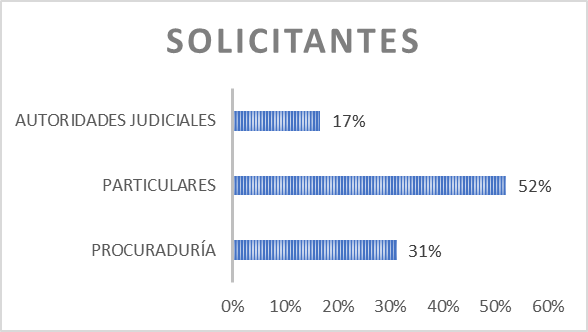 SOLICITANTES
AUTORIDADES JUDICIALES 17%
PARTICULARES 52%
PROCURADURÍA 31%
0% 10% 20% 30% 40% 50% 60%